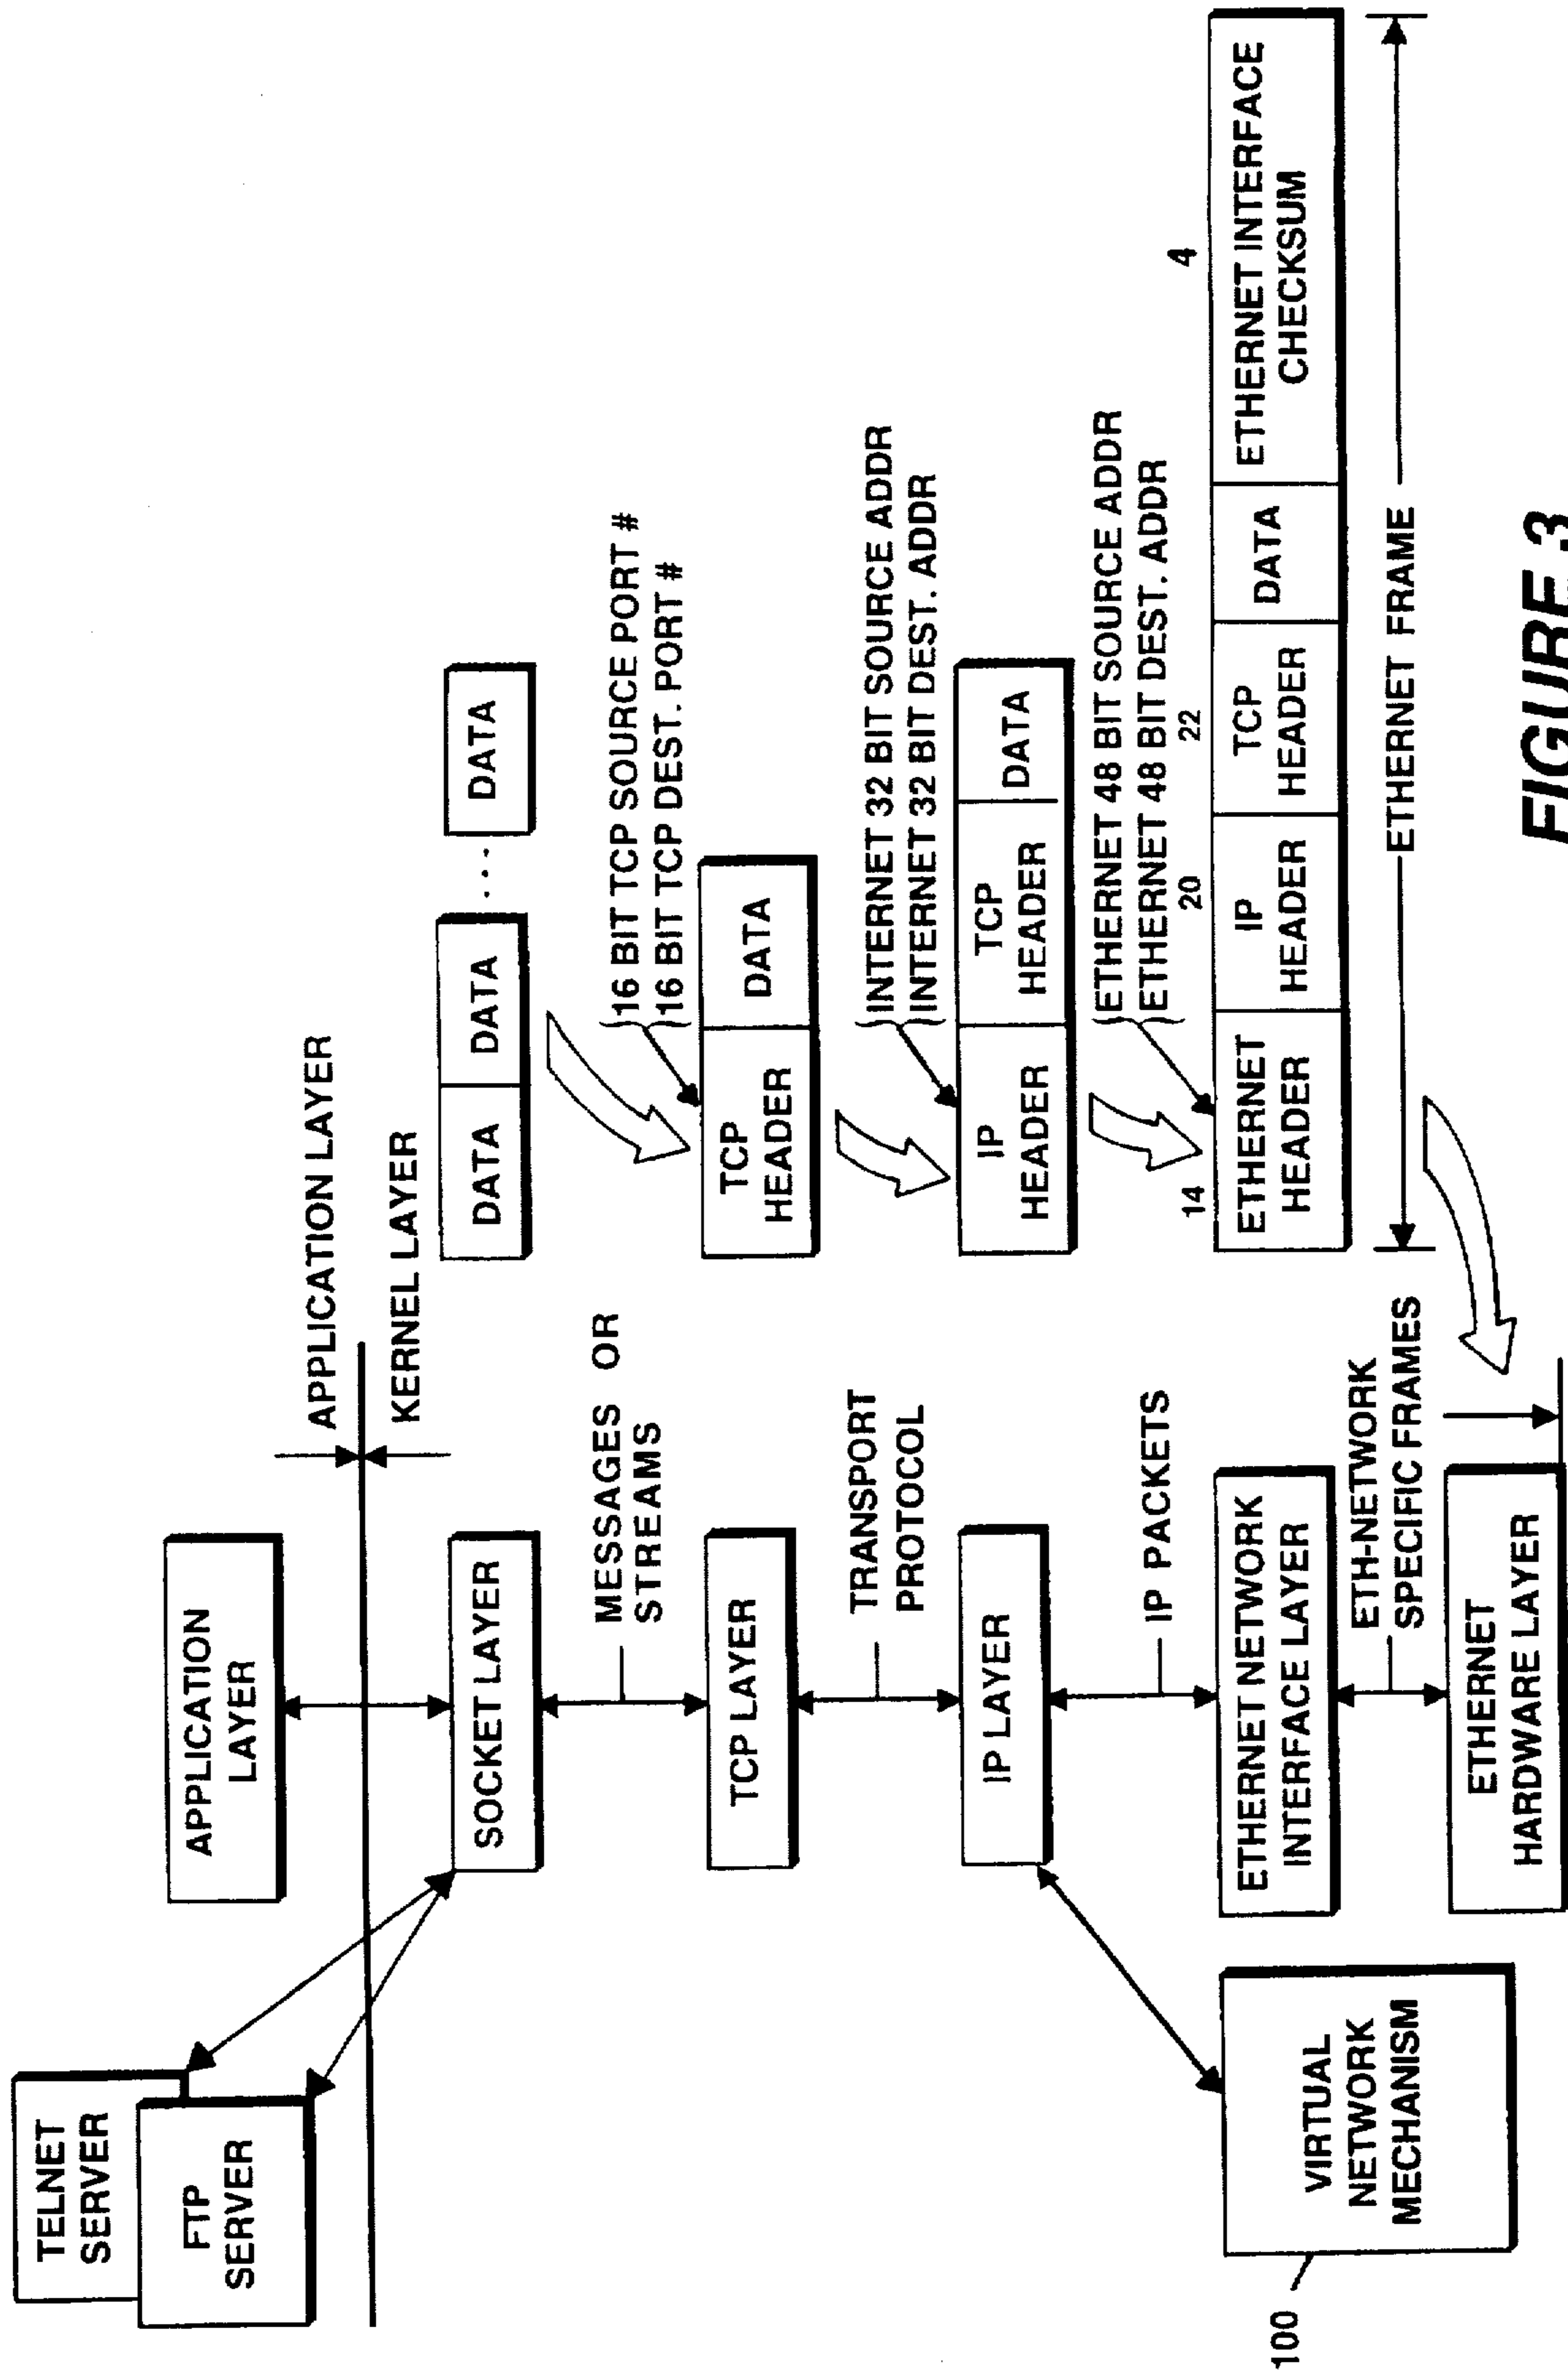 TELNET
SERVER
FTP
SERVER
APPLICATION
LAYER
APPLICATION LAYER
KERNEL LAYER
SOCKET LAYER
DATA
DATA
...
DATA
MESSAGES OR
STREAMS
16 BIT TCP SOURCE PORT #
16 BIT TCP DEST. PORT #
TCP LAYER
TCP
HEADER
DATA
TRANSPORT
PROTOCOL
INTERNET 32 BIT SOURCE ADDR
INTERNET 32 BIT DEST. ADDR
IP LAYER
IP
HEADER
TCP
HEADER
DATA
IP PACKETS
ETHERNET 48 BIT SOURCE ADDR
ETHERNET 48 BIT DEST. ADDR
14
20
22
4
100
VIRTUAL
NETWORK
MECHANISM
ETHERNET NETWORK
INTERFACE LAYER
ETHERNET
HEADER
IP
HEADER
TCP
HEADER
DATA
ETHERNET INTERFACE
CHECKSUM
ETH-NETWORK
SPECIFIC FRAMES
ETHERNET FRAME
ETHERNET
HARDWARE LAYER
FIGURE 3